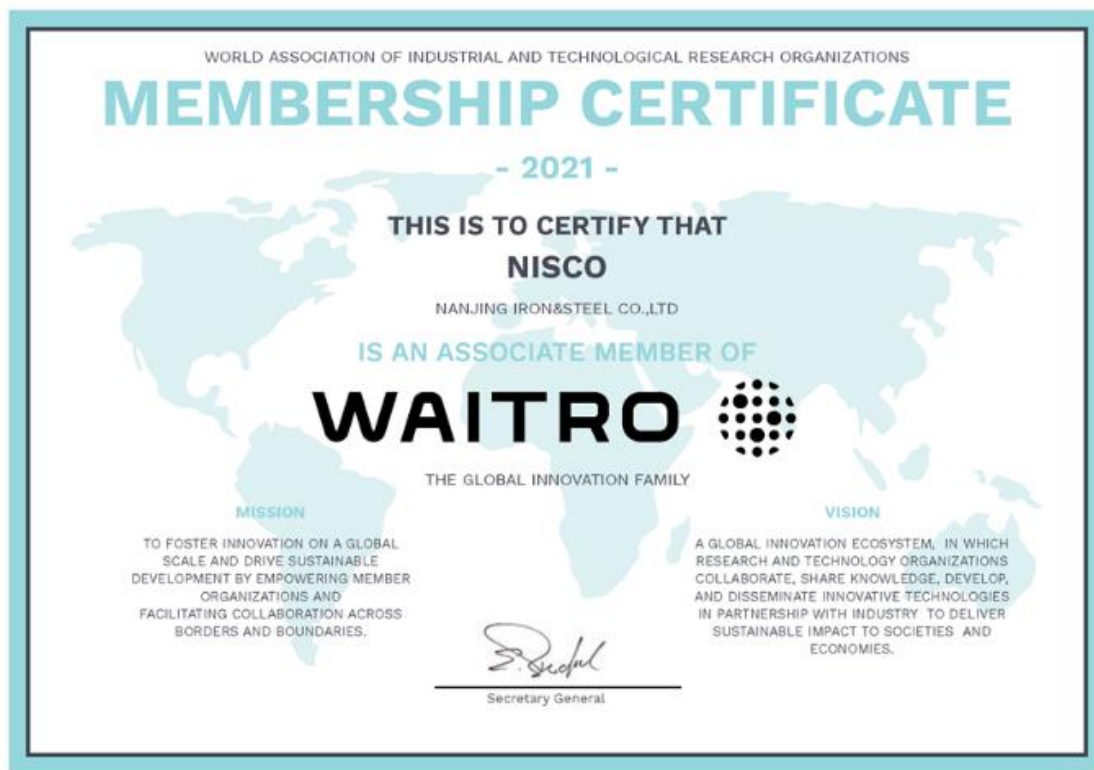 WORLD ASSOCIATION OF INDUSTRIAL AND TECHNOLOGICAL RESEARCH ORGANIZATIONS
MEMBERSHIP CERTIFICATE
- 2021 -
THIS IS TO CERTIFY THAT
NISCO
NANJING IRON&STEEL CO.,LTD
IS AN ASSOCIATE MEMBER OF
WAITRO
THE GLOBAL INNOVATION FAMILY
MISSION
TO FOSTER INNOVATION ON A GLOBAL
SCALE AND DRIVE SUSTAINABLE
DEVELOPMENT BY EMPOWERING MEMBER
ORGANIZATIONS AND
FACILITATING COLLABORATION ACROSS
BORDERS AND BOUNDARIES.
VISION
A GLOBAL INNOVATION ECOSYSTEM, IN WHICH
RESEARCH AND TECHNOLOGY ORGANIZATIONS
COLLABORATE, SHARE KNOWLEDGE, DEVELOP,
AND DISSEMINATE INNOVATIVE TECHNOLOGIES
IN PARTNERSHIP WITH INDUSTRY TO DELIVER
SUSTAINABLE IMPACT TO SOCIETIES AND
ECONOMIES.
Secretary General